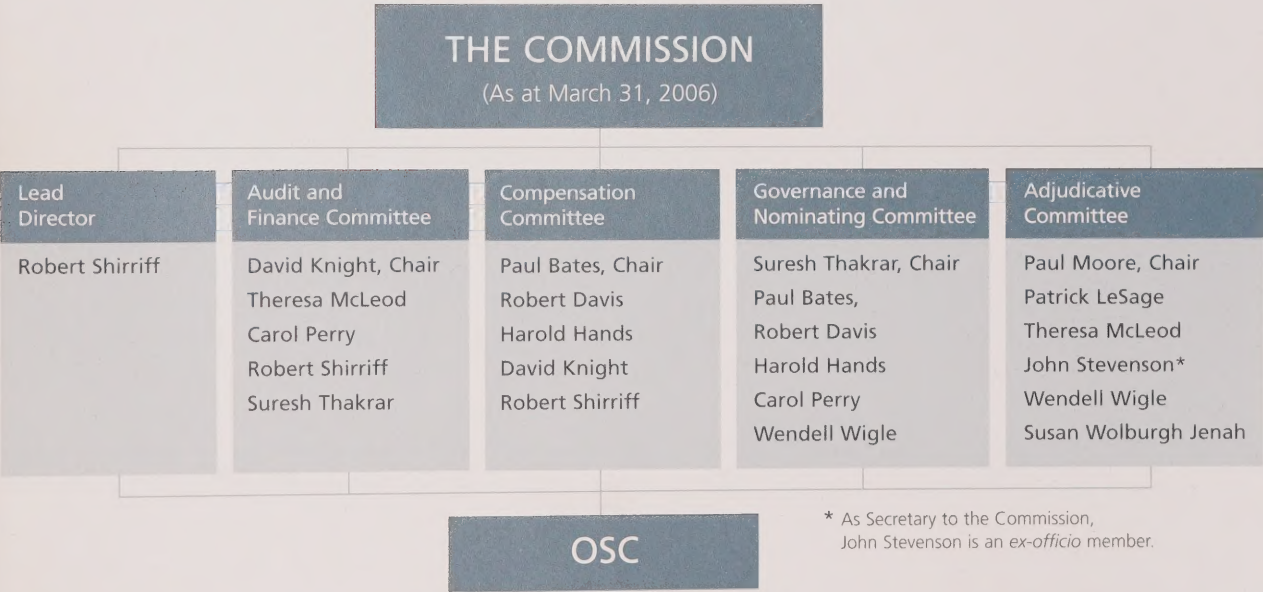 THE COMMISSION
(As at March 31, 2006)
Lead
Director
Robert Shirriff
Audit and
Finance Committee
David Knight, Chair
Theresa McLeod
Carol Perry
Robert Shirriff
Suresh Thakrar
Compensation
Committee
Paul Bates, Chair
Robert Davis
Harold Hands
David Knight
Robert Shirriff
Governance and
Nominating Committee
Suresh Thakrar, Chair
Paul Bates,
Robert Davis
Harold Hands
Carol Perry
Wendell Wigle
Adjudicative
Committee
Paul Moore, Chair
Patrick LeSage
Theresa McLeod
John Stevenson*
Wendell Wigle
Susan Wolburgh Jenah
* As Secretary to the Commission,
John Stevenson is an ex-officio member.
OSC